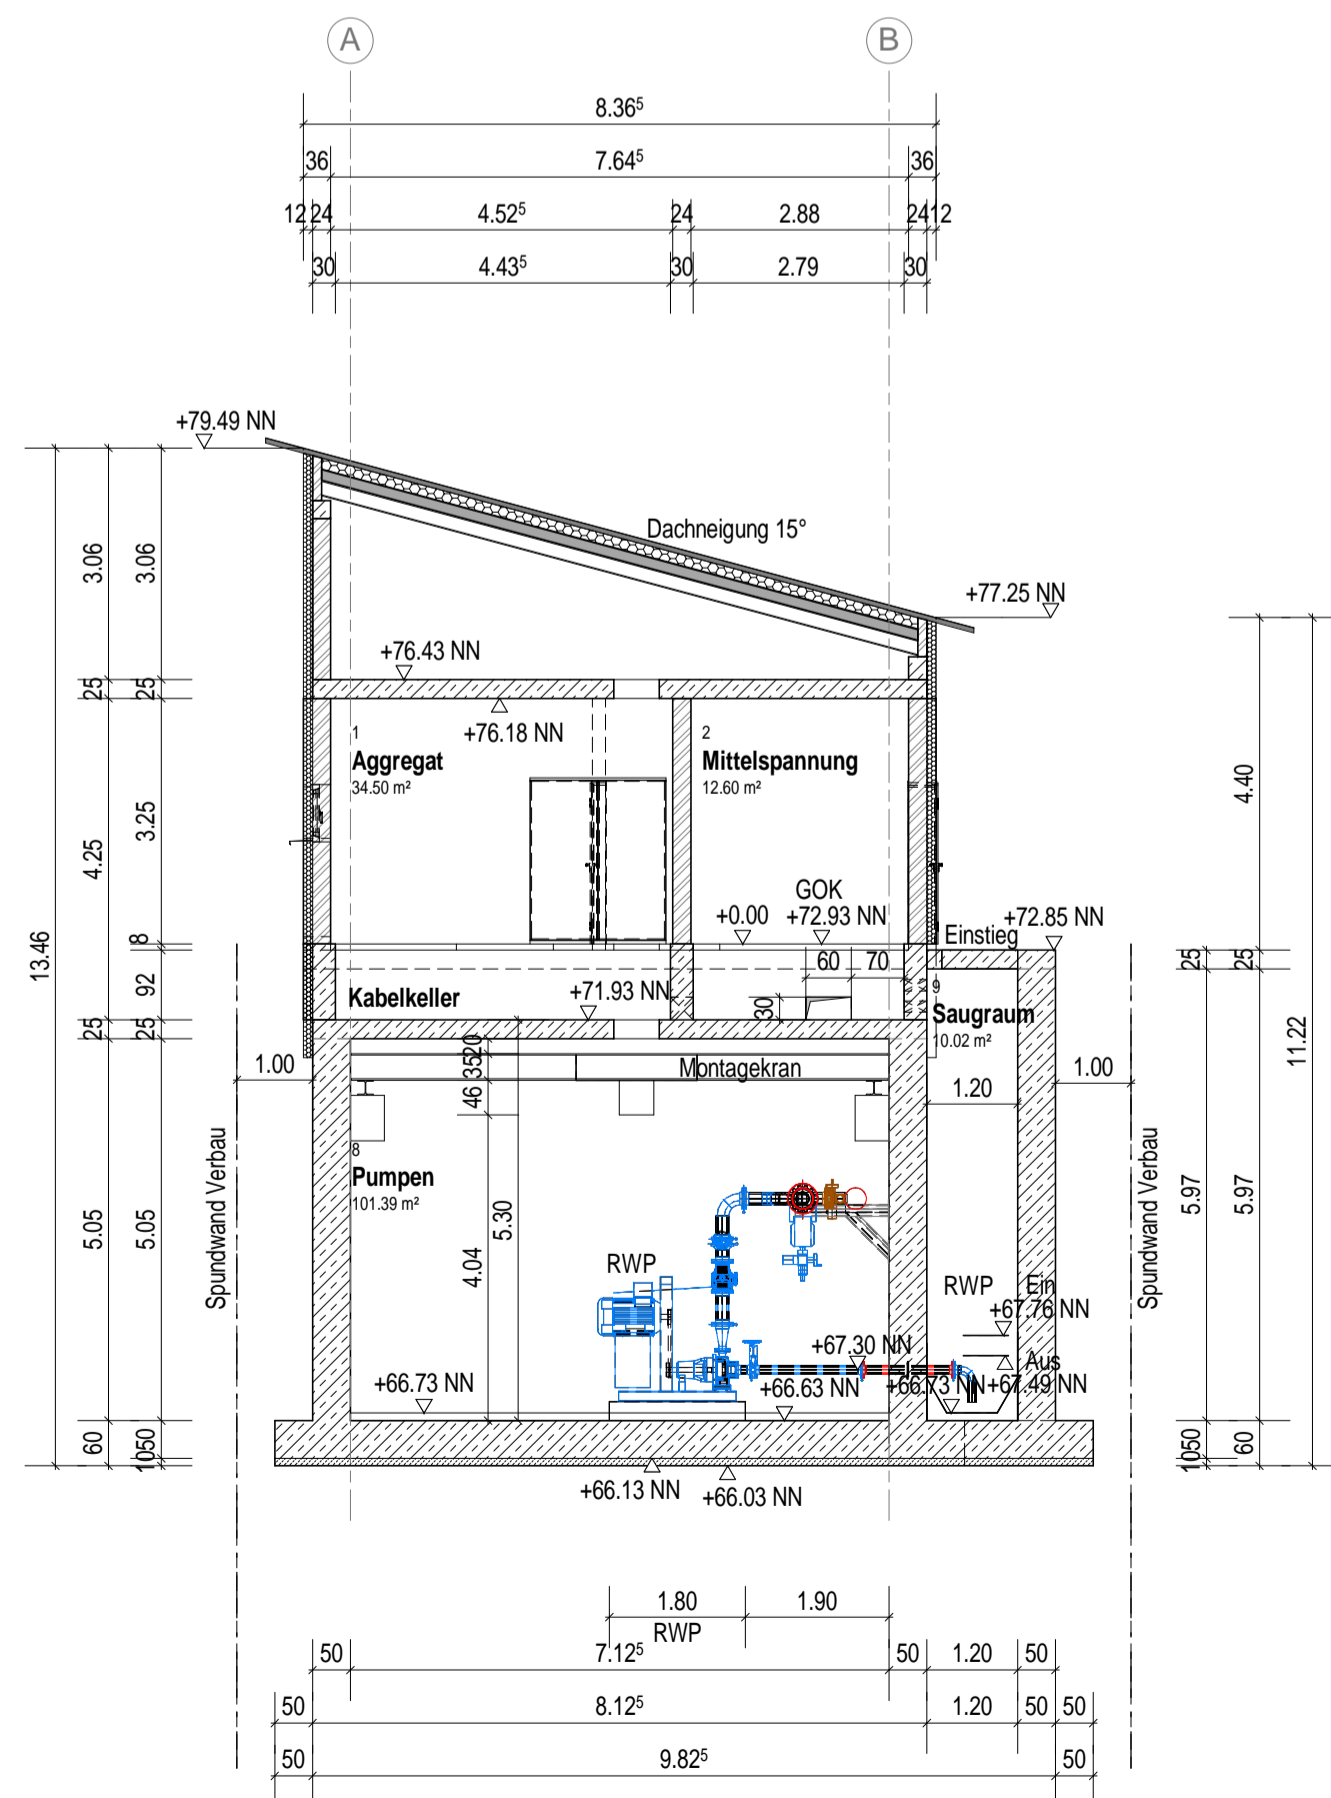 A
B
8.36⁵
36
7.64⁵
36
12
24
4.52⁵
24
2.88
24
12
30
4.43⁵
30
2.79
30
+79.49 NN
Dachneigung 15°
+77.25 NN
3.06
3.06
+76.43 NN
25
25
+76.18 NN
1
Aggregat
34.50 m²
2
Mittelspannung
12.60 m²
4.40
3.25
4.25
GOK
+0.00
+72.93 NN
+72.85 NN
Einstieg
13.46
8
92
60
70
25
25
Kabelkeller
+71.93 NN
30
9
Saugraum
10.02 m²
25
25
11.22
20
35
46
Montagekran
1.00
1.00
1.20
8
Pumpen
101.39 m²
Spundwand Verbau
Spundwand Verbau
5.05
5.05
5.30
4.04
5.97
5.97
RWP
RWP
Ein
+67.76 NN
+67.30 NN
Aus
+67.49 NN
+66.73 NN
+66.63 NN
+66.73 NN
60
50
10
50
10
60
+66.13 NN
+66.03 NN
1.80
1.90
RWP
50
7.12⁵
50
1.20
50
50
8.12⁵
1.20
50
50
50
9.82⁵
50